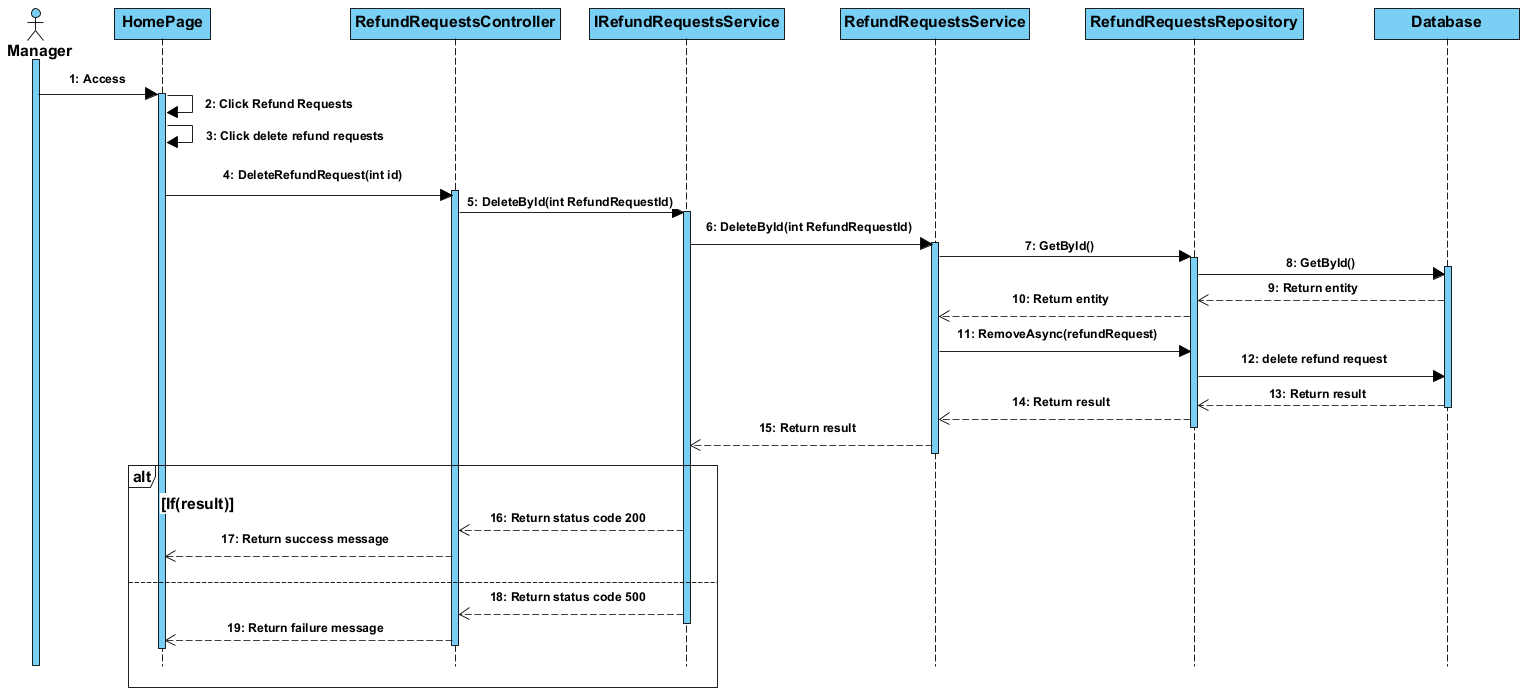 HomePage
RefundRequestsController
IRefundRequestsService
RefundRequestsService
RefundRequestsRepository
Database
Manager
1: Access
2: Click Refund Requests
3: Click delete refund requests
4: DeleteRefundRequest(int id)
5: DeleteById(int RefundRequestId)
6: DeleteById(int RefundRequestId)
7: GetById()
8: GetById()
9: Return entity
10: Return entity
11: RemoveAsync(refundRequest)
12: delete refund request
13: Return result
14: Return result
15: Return result
alt
[If(result)]
16: Return status code 200
17: Return success message
18: Return status code 500
19: Return failure message